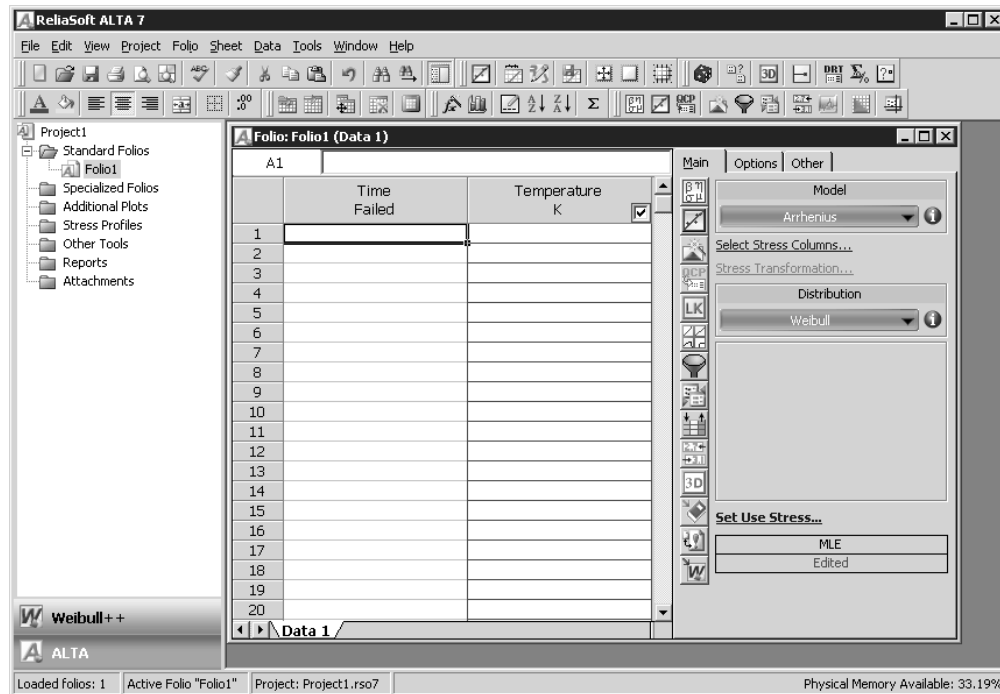 ReliaSoft ALTA 7
File Edit View Project Folio Sheet Data Tools Window Help
Project1
Standard Folios
Folio1
Specialized Folios
Additional Plots
Stress Profiles
Other Tools
Reports
Attachments
Weibull++
ALTA
Folio: Folio1 (Data 1)
A1
Time Failed
Temperature K
1
2
3
4
5
6
7
8
9
10
11
12
13
14
15
16
17
18
19
20
Data 1
Main Options Other
Model
Arrhenius
Select Stress Columns...
Stress Transformation...
Distribution
Weibull
Set Use Stress...
MLE
Edited
QCP
LK
3D
Loaded folios: 1 Active Folio "Folio1" Project: Project1.rso7 Physical Memory Available: 33.19%